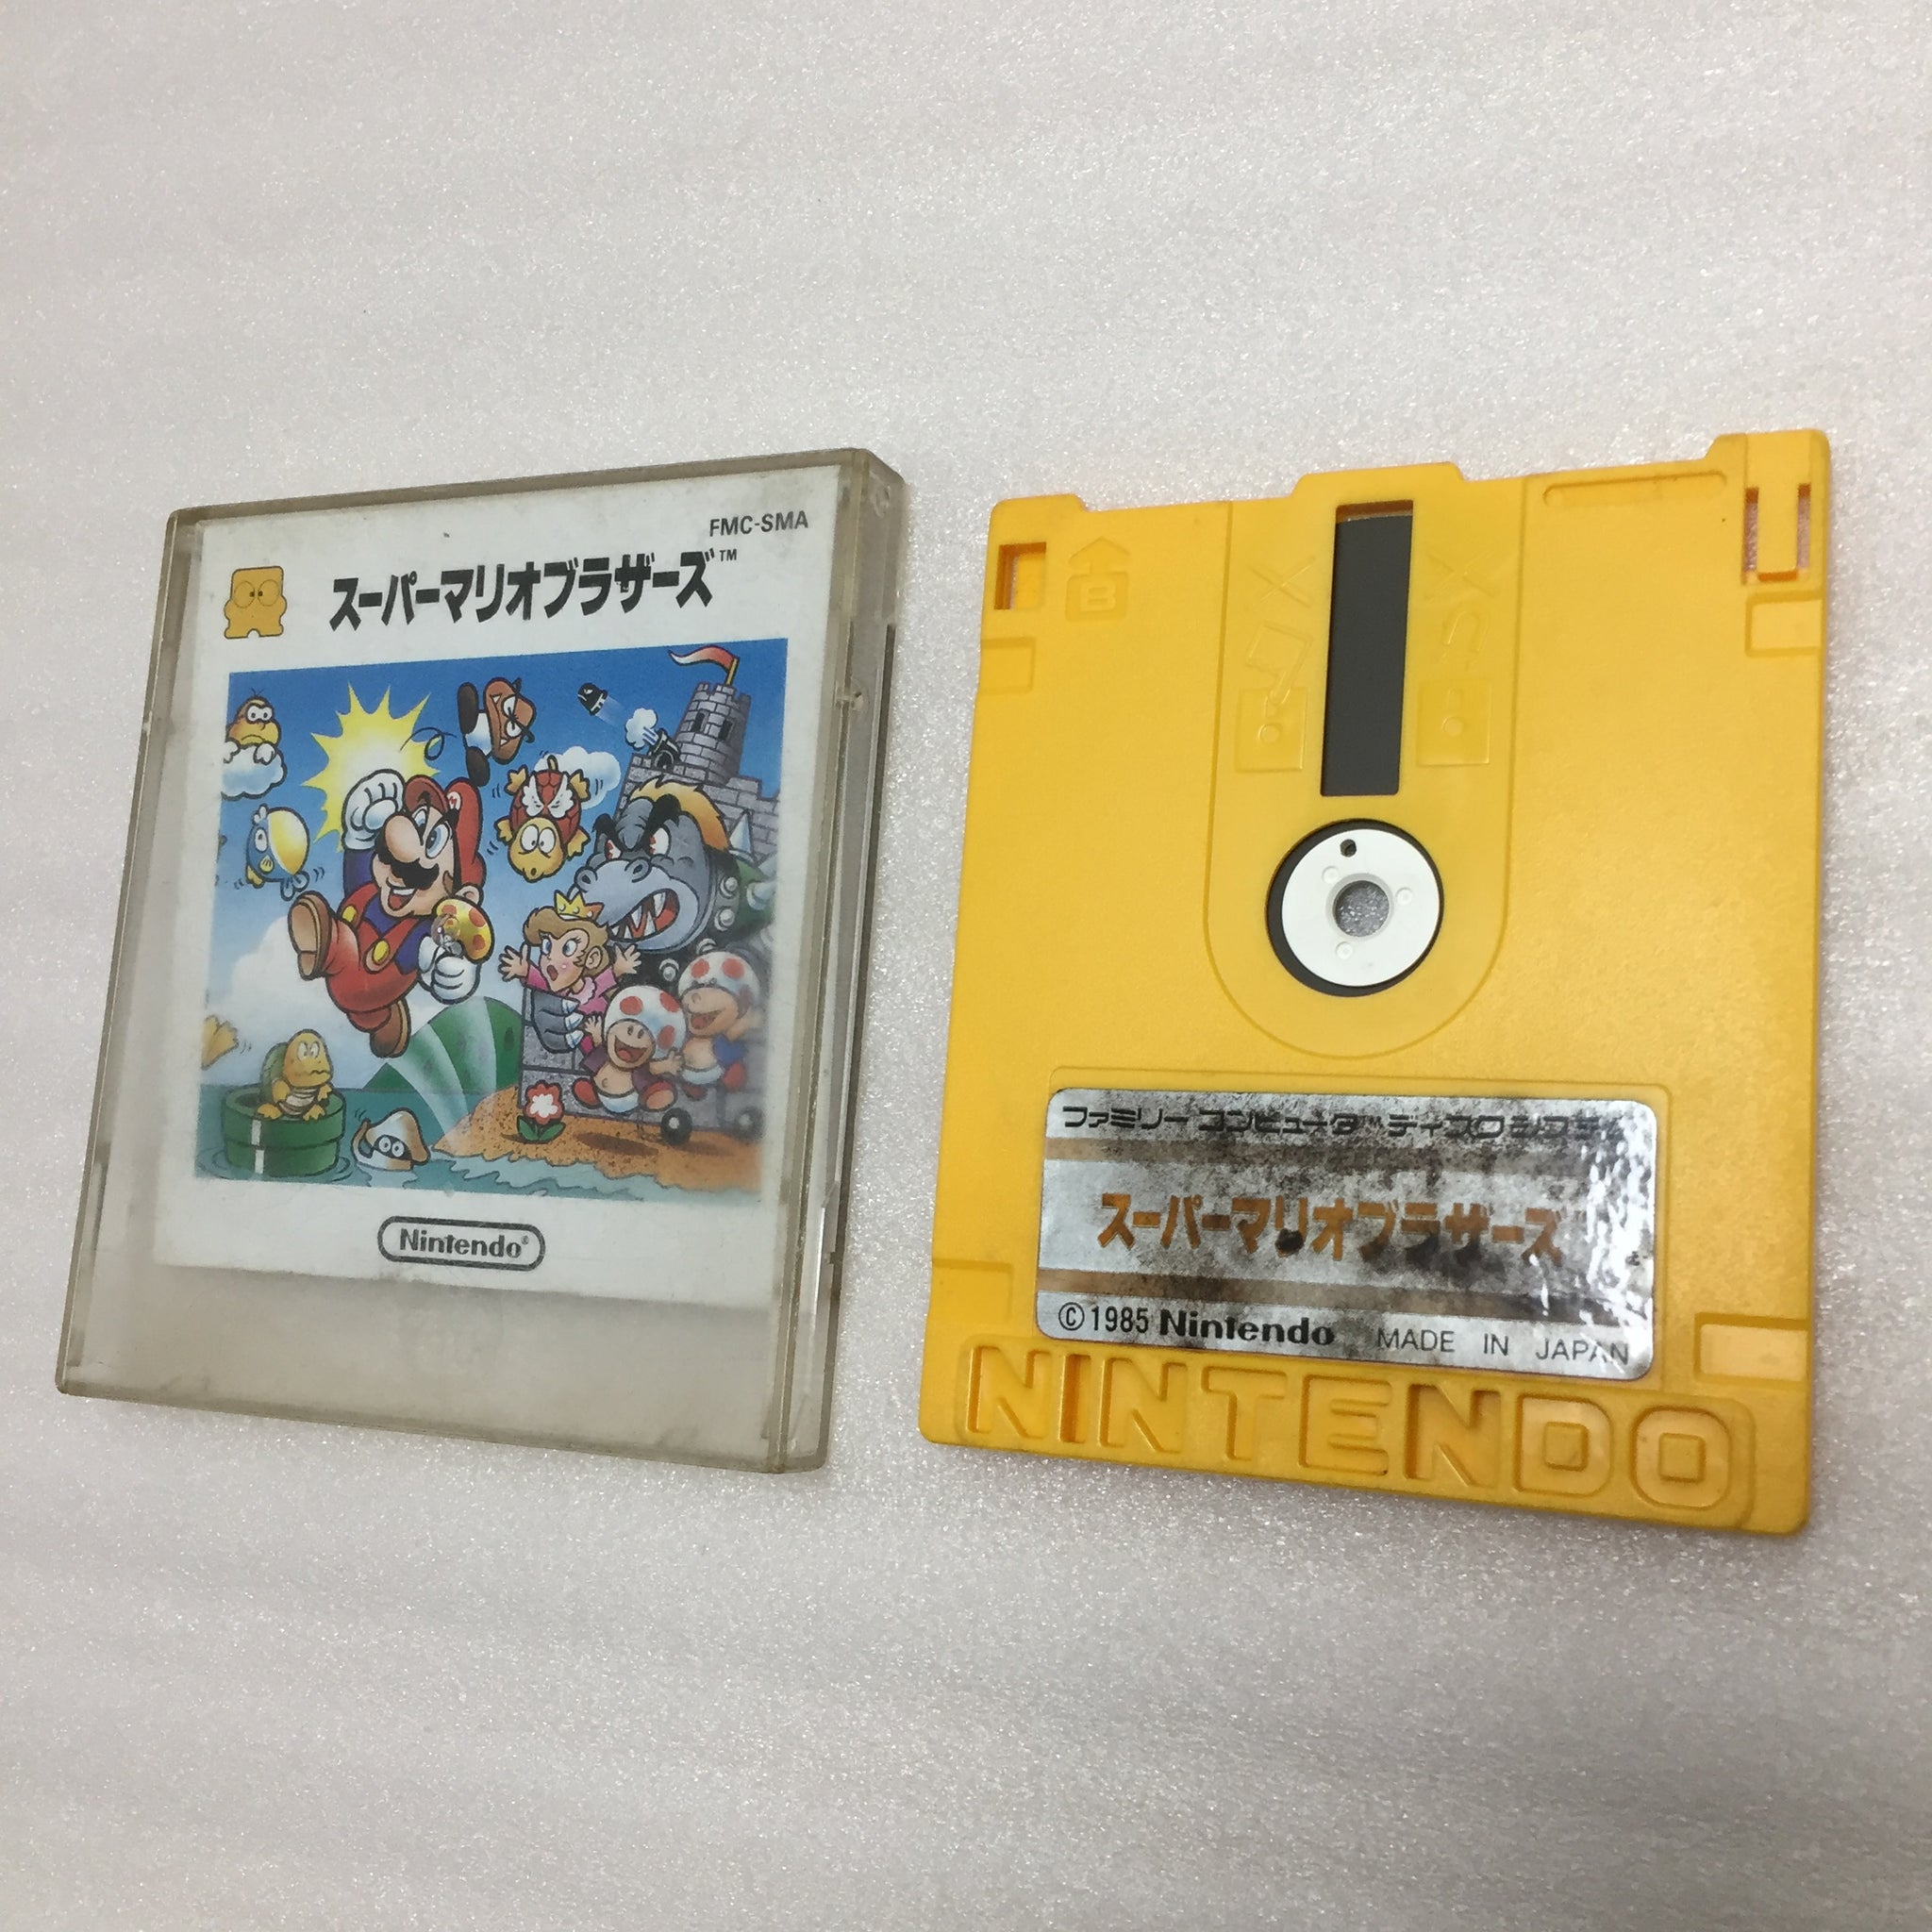 FMC-SMA
スーパーマリオブラザーズ™
Nintendo®
B
ファミリー コンピュータ™ ディスクシステム
スーパーマリオブラザーズ
©1985 Nintendo MADE IN JAPAN
NINTENDO